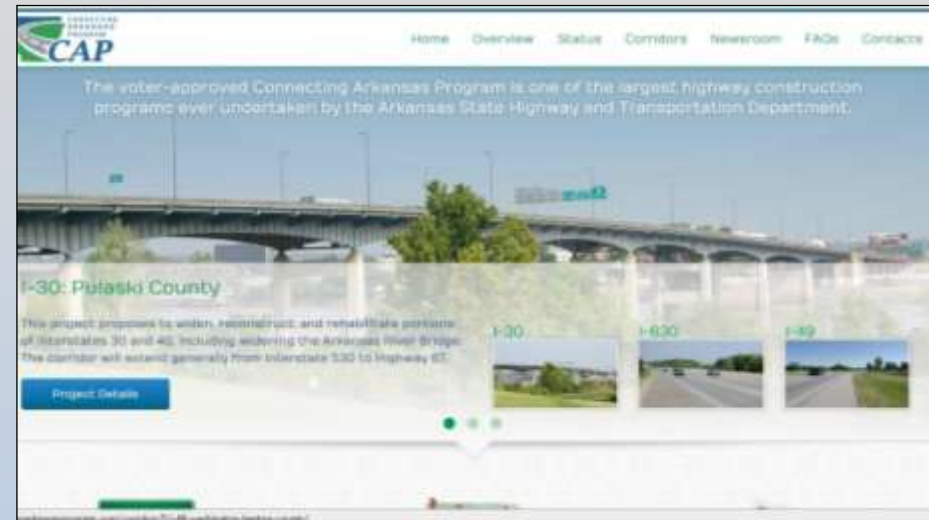 CONNECTING
ARKANSAS
PROGRAM
CAP
Home Overview Status Corridors Newsroom FAQs Contacts
The voter-approved Connecting Arkansas Program is one of the largest highway construction
programs ever undertaken by the Arkansas State Highway and Transportation Department.
I-30: Pulaski County
This project proposes to widen, reconstruct, and rehabilitate portions
of Interstates 30 and 40, including widening the Arkansas River Bridge.
The corridor will extend generally from Interstate 530 to Highway 67.
I-30 I-630 I-49
Project Details